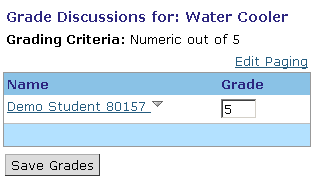 Grade Discussions for: Water Cooler
Grading Criteria: Numeric out of 5
Edit Paging
Name Grade
Demo Student 80157 5
Save Grades